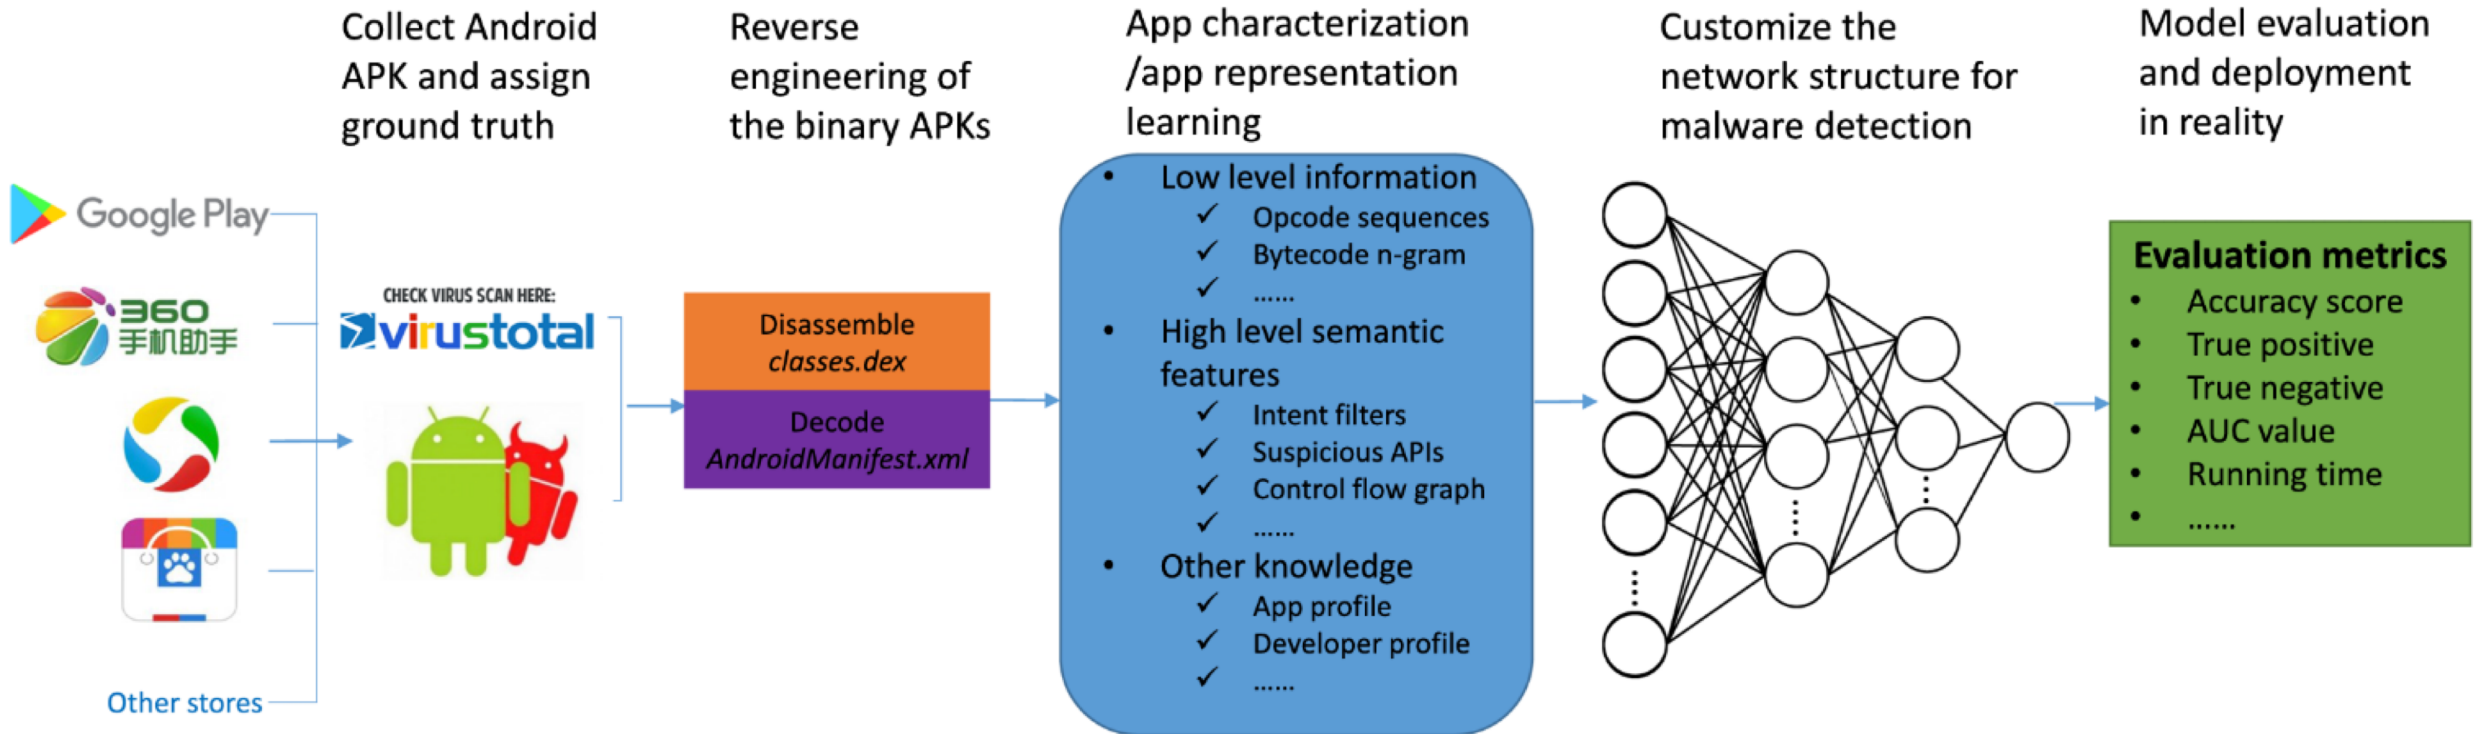 Collect Android
APK and assign
ground truth
Reverse
engineering of
the binary APKs
App characterization
/app representation
learning
Customize the
network structure for
malware detection
Model evaluation
and deployment
in reality
Google Play
360
手机助手
Other stores
CHECK VIRUS SCAN HERE:
virustotal
Disassemble
classes.dex
Decode
AndroidManifest.xml
• Low level information
✓ Opcode sequences
✓ Bytecode n-gram
✓ ......
• High level semantic
features
✓ Intent filters
✓ Suspicious APIs
✓ Control flow graph
✓ ......
• Other knowledge
✓ App profile
✓ Developer profile
✓ ......
Evaluation metrics
• Accuracy score
• True positive
• True negative
• AUC value
• Running time
• ......